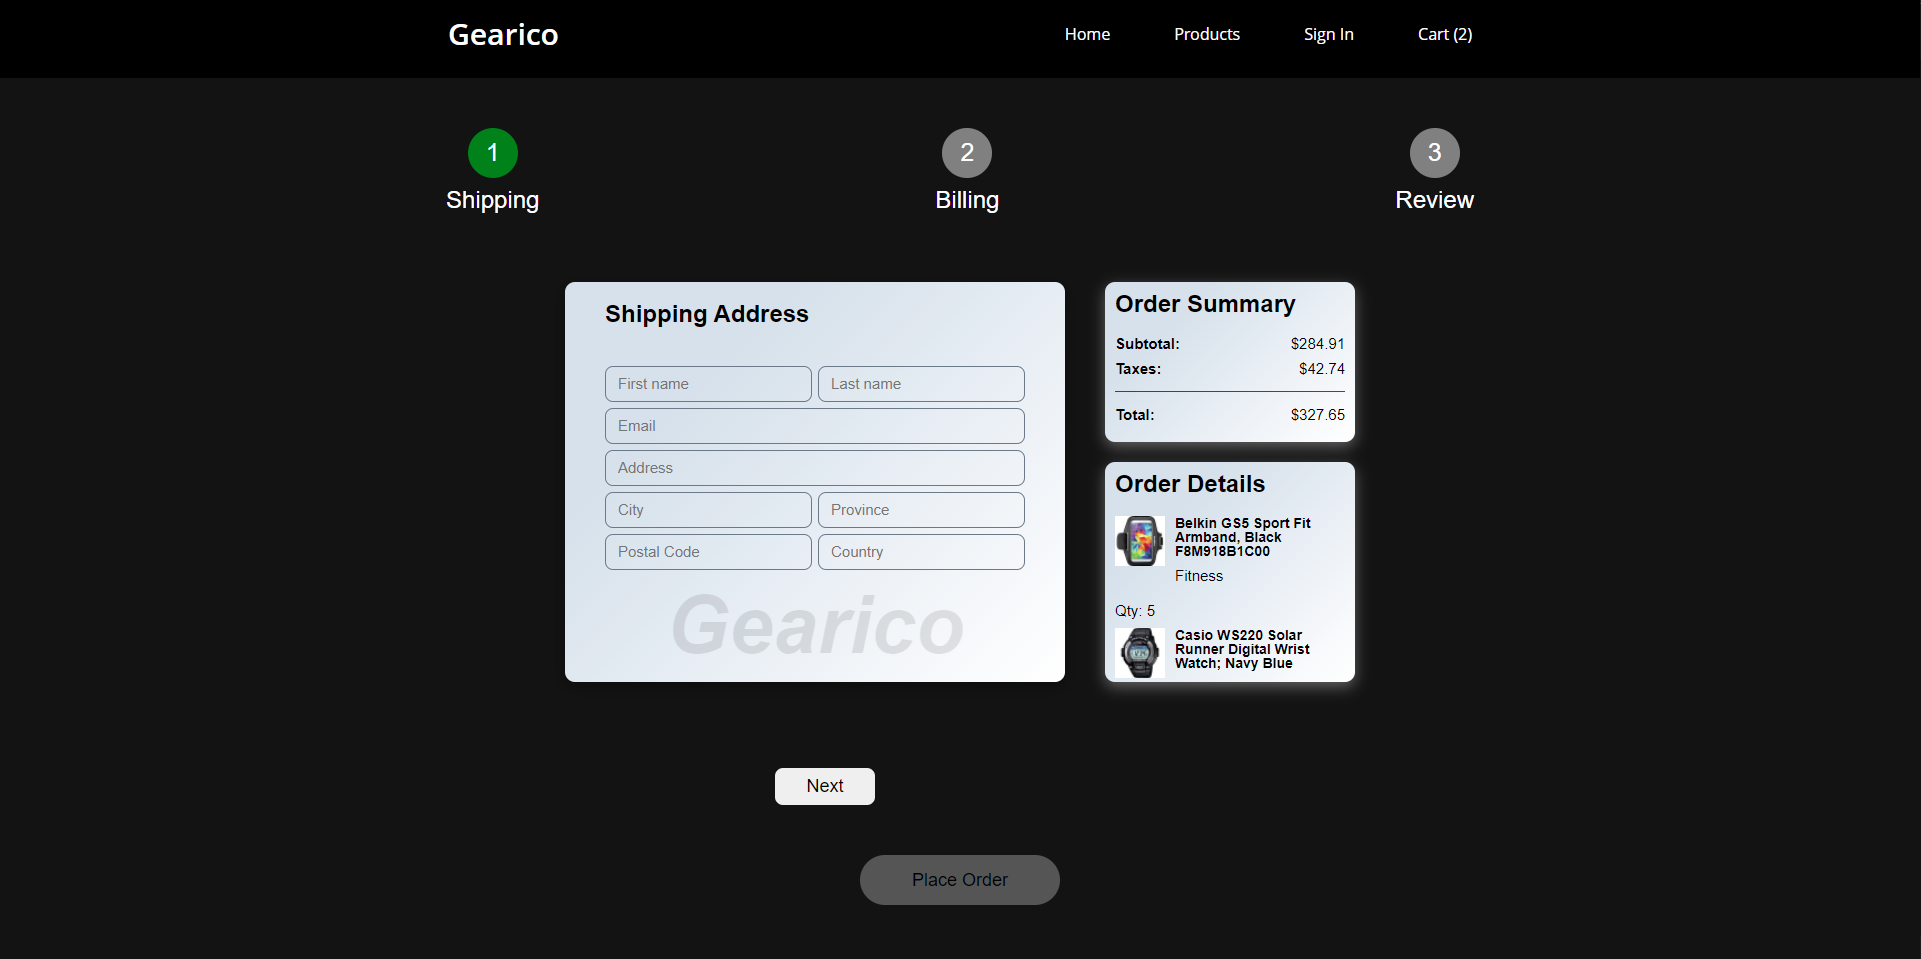 Gearico
Home
Products
Sign In
Cart (2)
1
Shipping
2
Billing
3
Review
Shipping Address
First name
Last name
Email
Address
City
Province
Postal Code
Country
Gearico
Order Summary
Subtotal: $284.91
Taxes: $42.74
Total: $327.65
Order Details
Belkin GS5 Sport Fit
Armband, Black
F8M918B1C00
Fitness
Qty: 5
Casio WS220 Solar
Runner Digital Wrist
Watch; Navy Blue
Next
Place Order